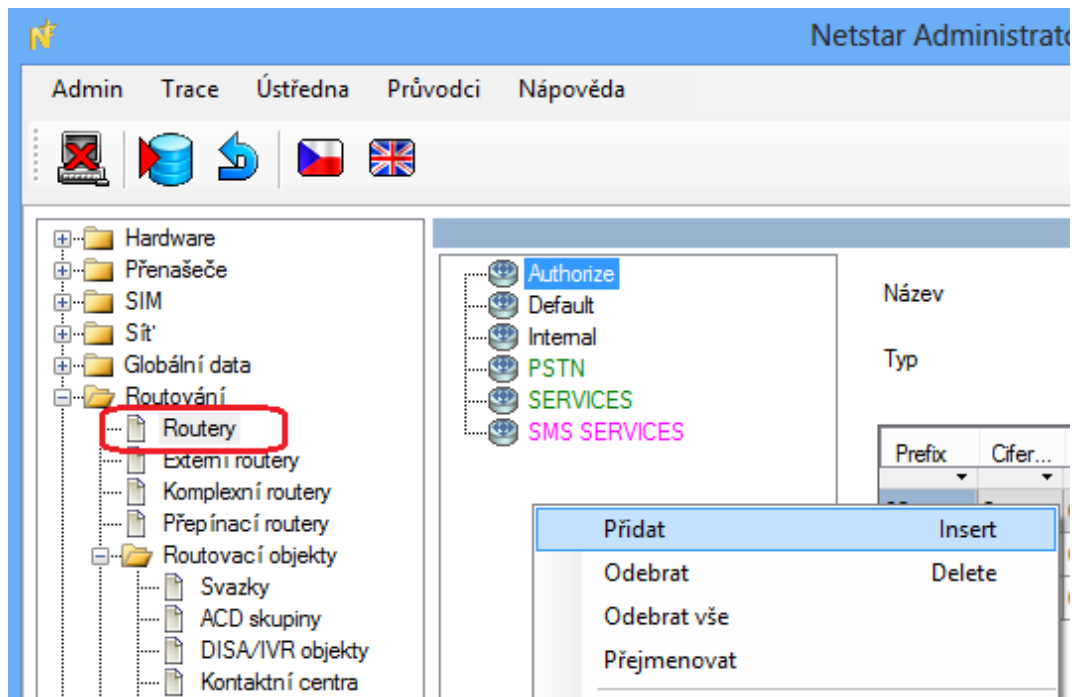 Netstar Administrato
Admin Trace Ústředna Průvodci Nápověda
Hardware
Přenašeče
SIM
Síť
Globální data
Routování
Routery
Externí routery
Komplexní routery
Přepínací routery
Routovací objekty
Svazky
ACD skupiny
DISA/IVR objekty
Kontaktní centra
Authorize
Default
Internal
PSTN
SERVICES
SMS SERVICES
Název
Typ
Prefix Cifer...
Přidat Insert
Odebrat Delete
Odebrat vše
Přejmenovat